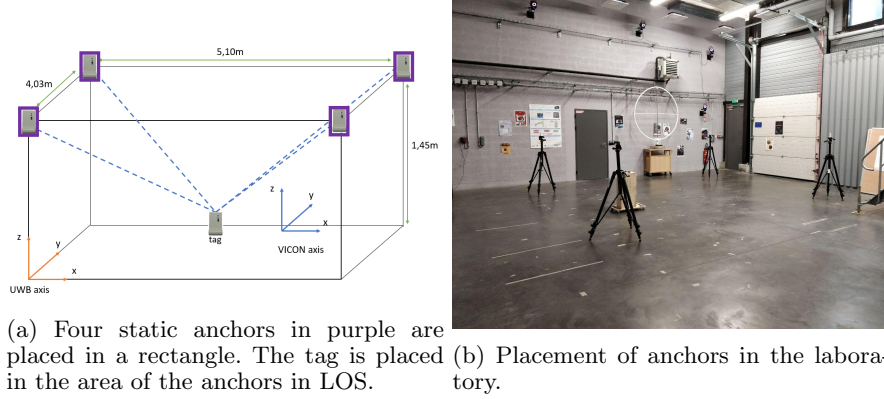 5,10m
4,03m
1,45m
z
y
x
VICON axis
tag
z
y
x
UWB axis
(a) Four static anchors in purple are
placed in a rectangle. The tag is placed
in the area of the anchors in LOS.
(b) Placement of anchors in the labora-
tory.